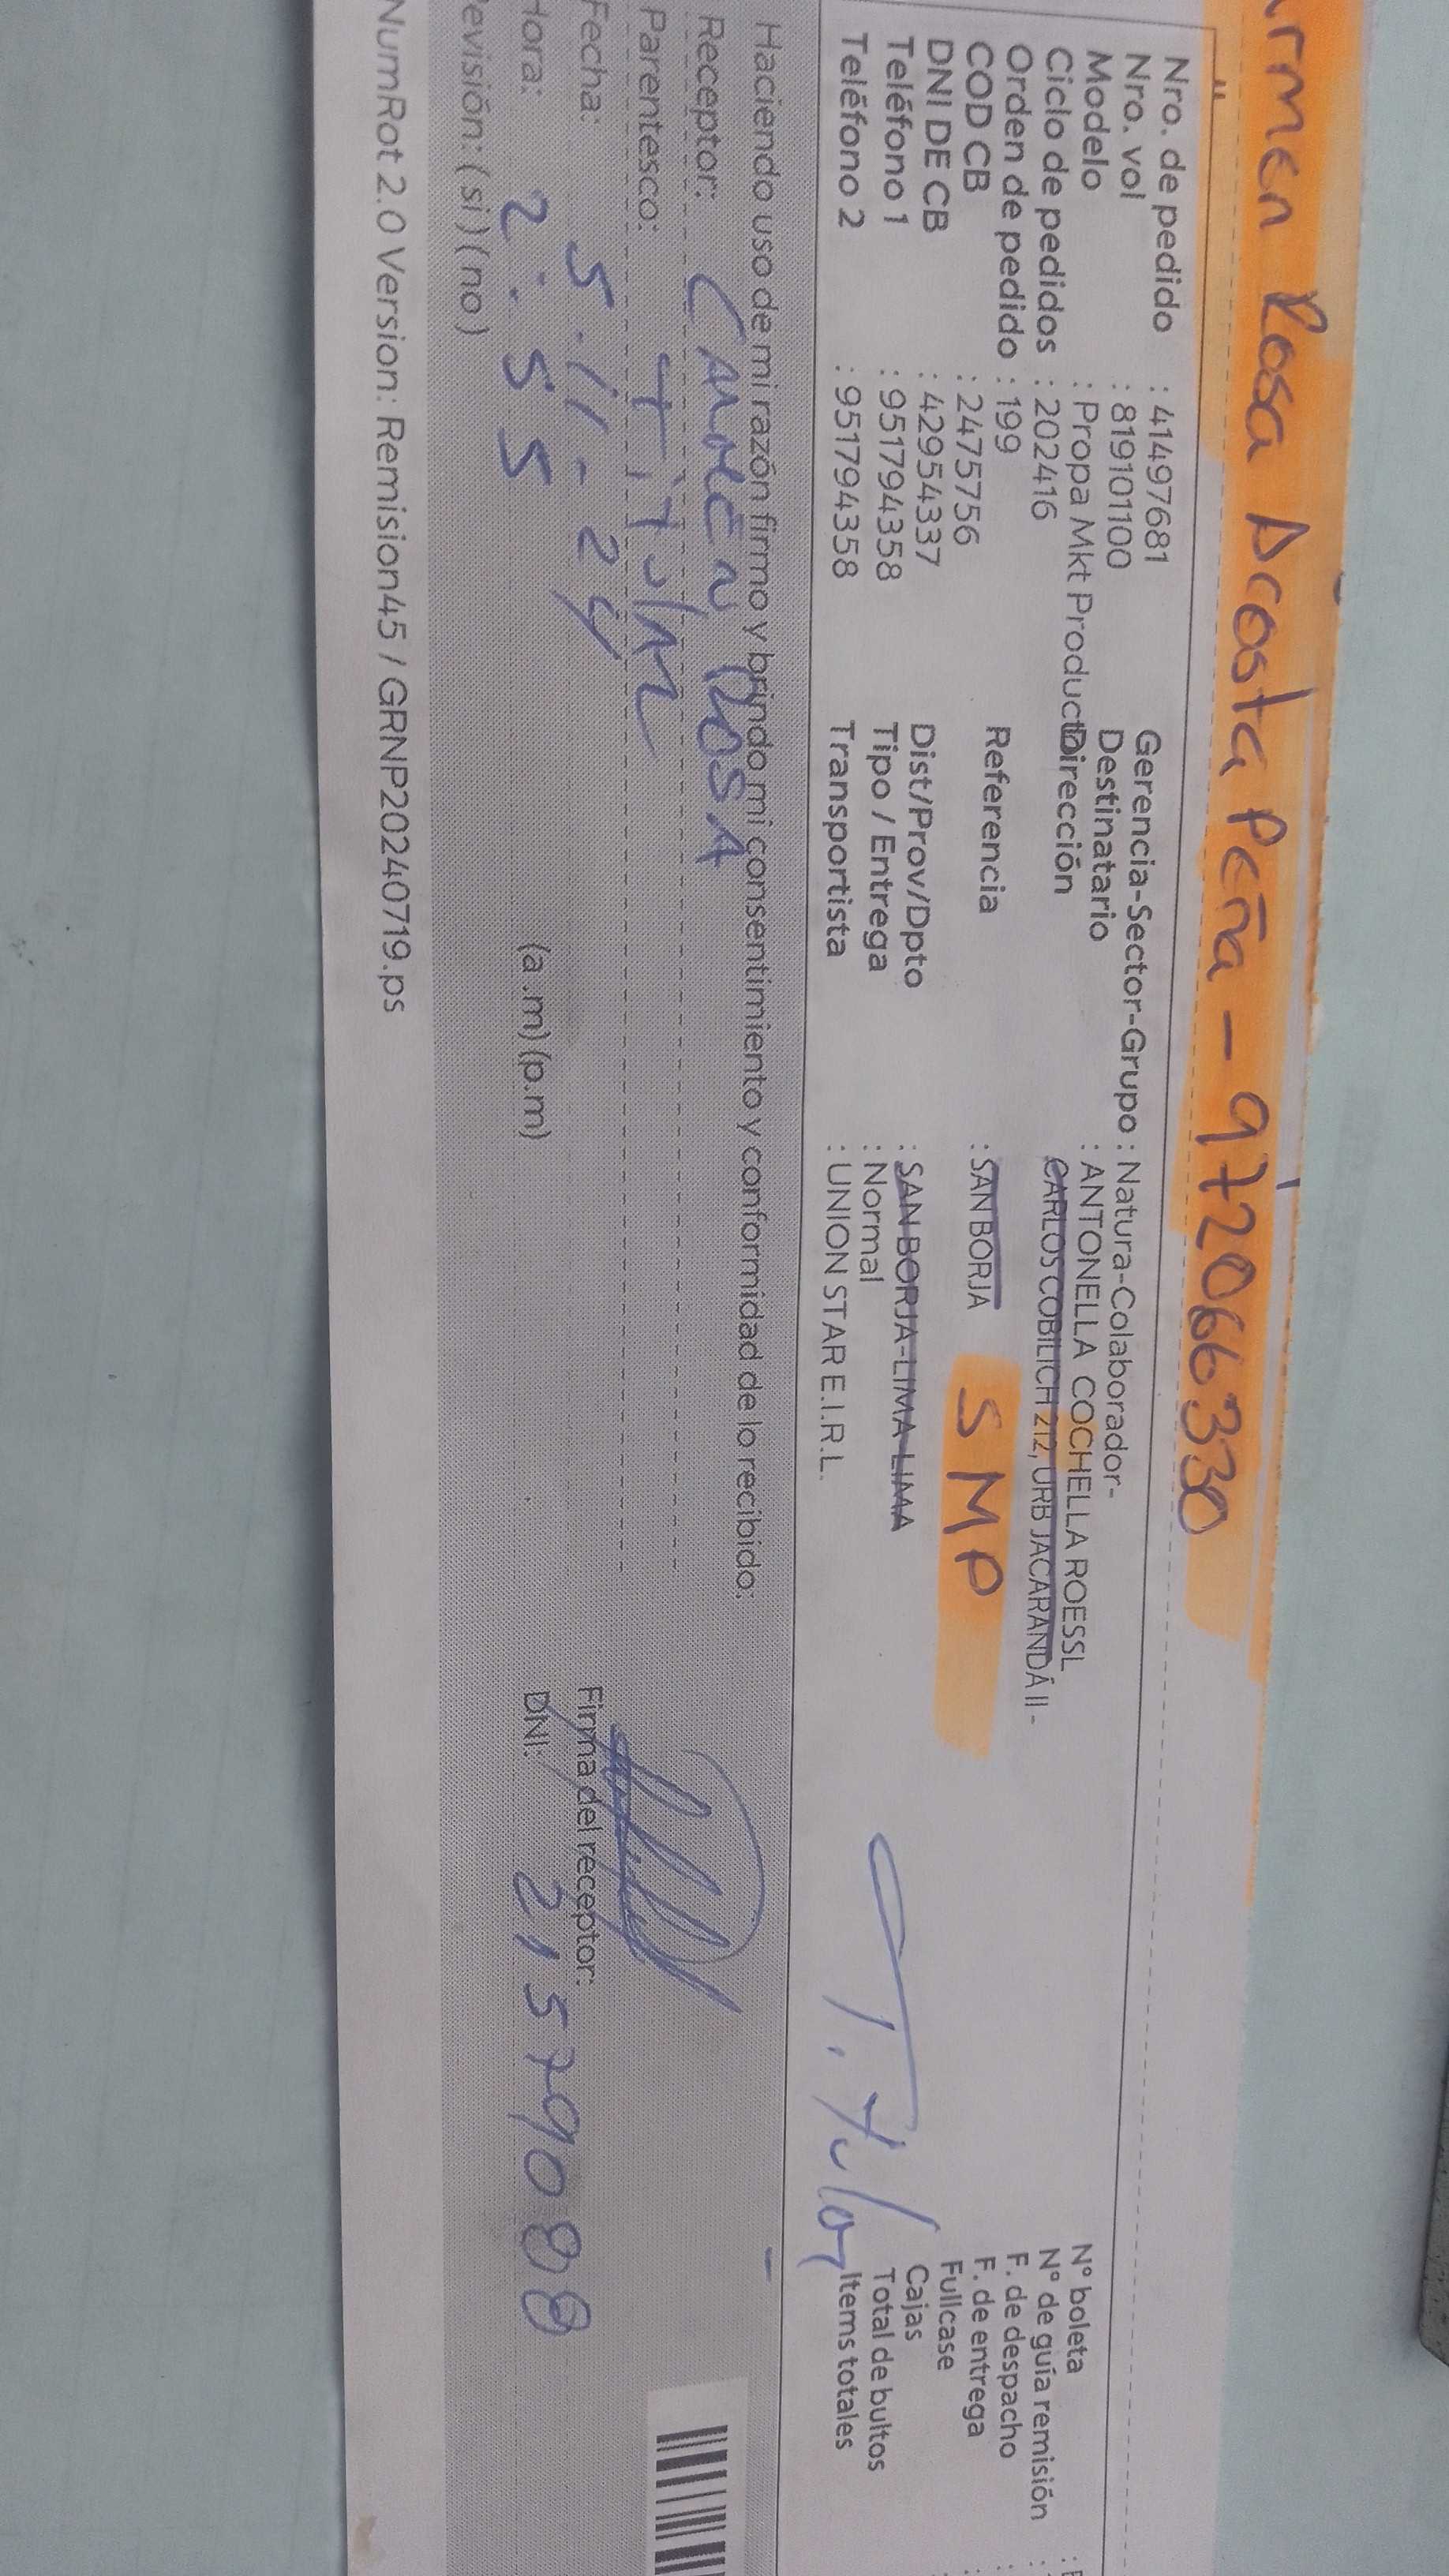 rmen Rosa Acosta Peña - 972066330
Nro. de pedido : 41497681
Nro. vol : 819101100
Modelo : Propa Mkt Producto
Ciclo de pedidos : 202416
Orden de pedido : 199
COD CB : 2475756
DNI DE CB : 42954337
Teléfono 1 : 951794358
Teléfono 2 : 951794358
Gerencia-Sector-Grupo : Natura-Colaborador-
Destinatario : ANTONELLA COCHELLA ROESSL
Dirección CARLOS COBILICH 212, URB JACARANDÁ II -
Referencia : SAN BORJA
SMP
Dist/Prov/Dpto : SAN BORJA-LIMA-LIMA
Tipo / Entrega : Normal
Transportista : UNION STAR E.I.R.L.
Titular
N° boleta :
N° de guía remisión :
F. de despacho :
F. de entrega :
Fullcase :
Cajas
Total de bultos
Items totales
Haciendo uso de mi razón firmo y brindo mi consentimiento y conformidad de lo recibido:
Receptor: CARMEN ROSA
Parentesco: TiTulAR
Fecha: 5-11-24
Hora: 2:55 (a.m) (p.m)
evisión: (si) (no)
Firma del receptor:
DNI: 21579088
NumRot 2.0 Version: Remision45 / GRNP20240719.ps